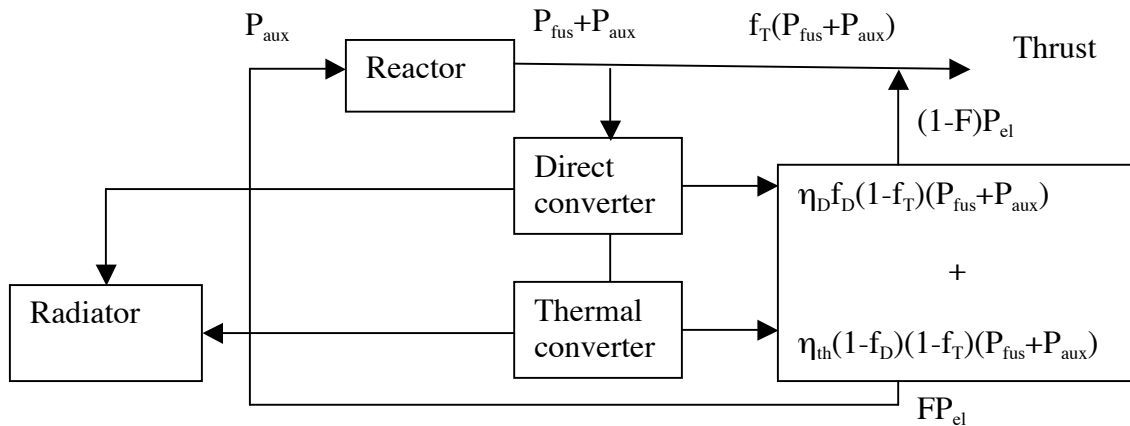 P_aux
P_fus+P_aux
f_T(P_fus+P_aux)
Thrust
Reactor
(1-F)P_el
Direct
converter
η_D f_D(1-f_T)(P_fus+P_aux)
+
Radiator
Thermal
converter
η_th(1-f_D)(1-f_T)(P_fus+P_aux)
FP_el